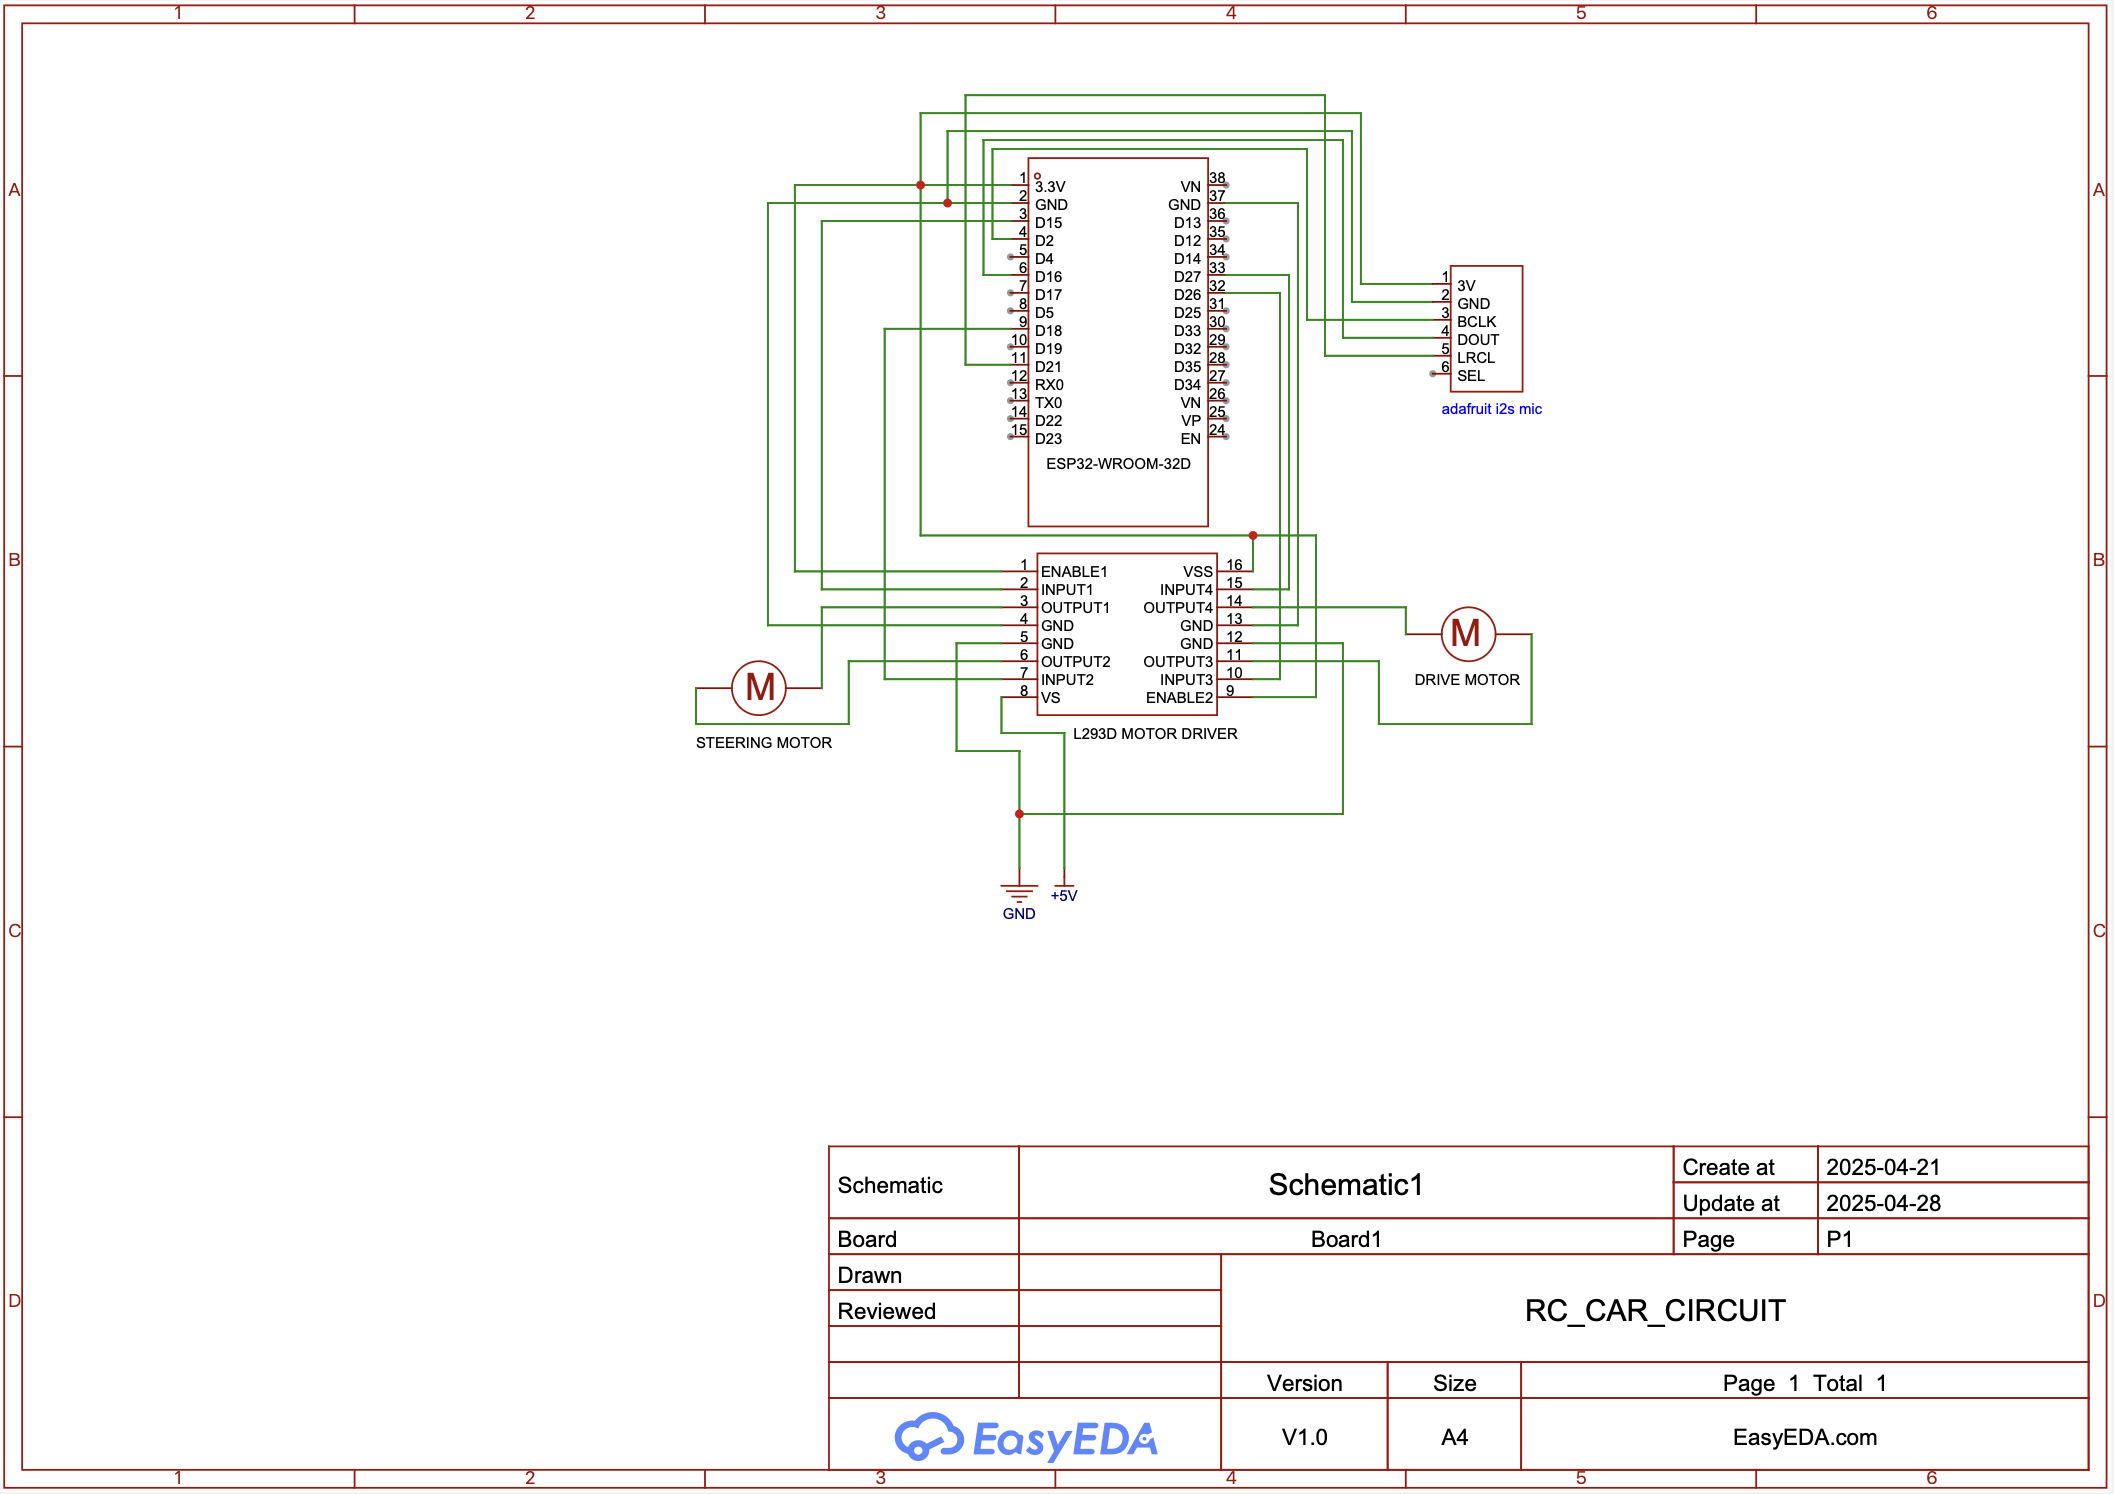 1 2 3 4 5 6
A A
B B
C C
D D
1 3.3V VN 38
2 GND GND 37
3 D15 D13 36
4 D2 D12 35
5 D4 D14 34
6 D16 D27 33
7 D17 D26 32
8 D5 D25 31
9 D18 D33 30
10 D19 D32 29
11 D21 D35 28
12 RX0 D34 27
13 TX0 VN 26
14 D22 VP 25
15 D23 EN 24
ESP32-WROOM-32D
1 3V
2 GND
3 BCLK
4 DOUT
5 LRCL
6 SEL
adafruit i2s mic
1 ENABLE1 VSS 16
2 INPUT1 INPUT4 15
3 OUTPUT1 OUTPUT4 14
4 GND GND 13
5 GND GND 12
6 OUTPUT2 OUTPUT3 11
7 INPUT2 INPUT3 10
8 VS ENABLE2 9
L293D MOTOR DRIVER
M
STEERING MOTOR
M
DRIVE MOTOR
GND
+5V
Schematic Schematic1 Create at 2025-04-21
Update at 2025-04-28
Board Board1 Page P1
Drawn
Reviewed
RC_CAR_CIRCUIT
Version Size Page 1 Total 1
EasyEDA V1.0 A4 EasyEDA.com
1 2 3 4 5 6